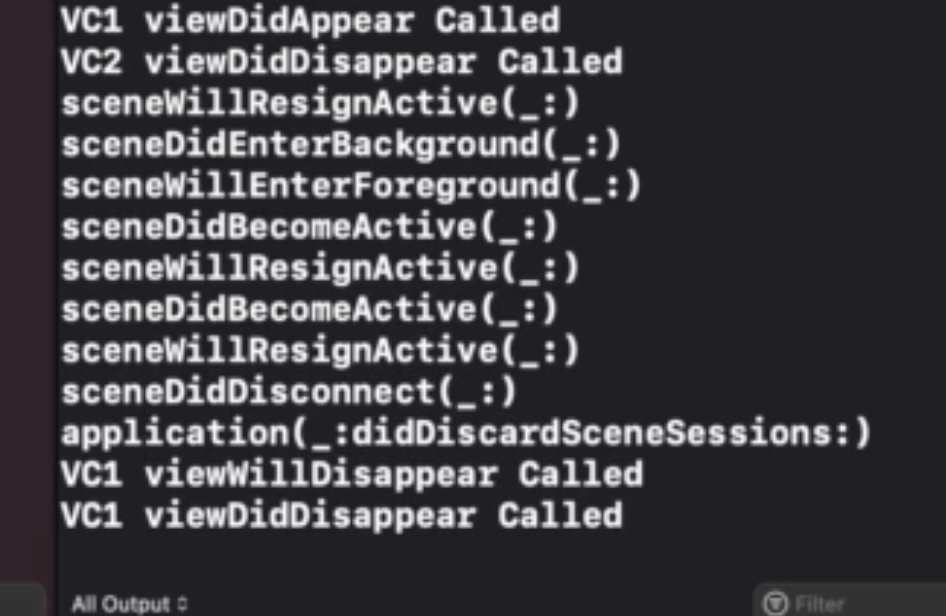 VC1 viewDidAppear Called
VC2 viewDidDisappear Called
sceneWillResignActive(_:)
sceneDidEnterBackground(_:)
sceneWillEnterForeground(_:)
sceneDidBecomeActive(_:)
sceneWillResignActive(_:)
sceneDidBecomeActive(_:)
sceneWillResignActive(_:)
sceneDidDisconnect(_:)
application(_:didDiscardSceneSessions:)
VC1 viewWillDisappear Called
VC1 viewDidDisappear Called
All Output
Filter